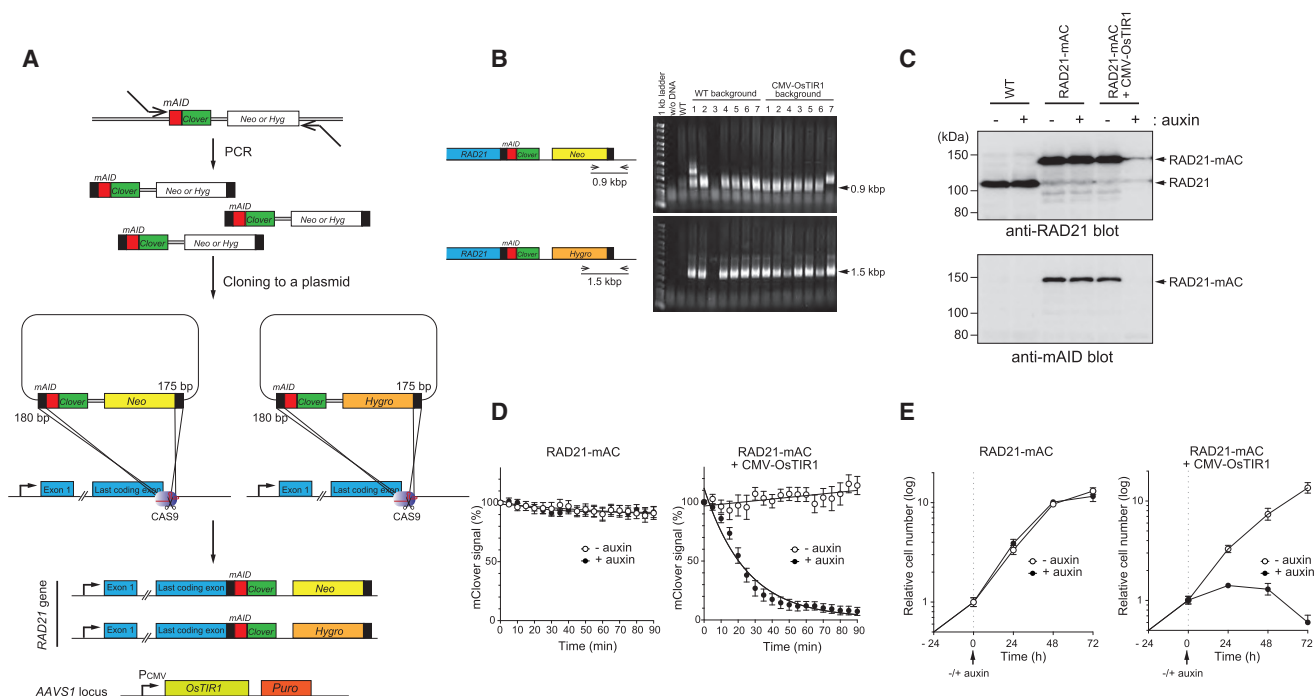 A
mAID
Clover
Neo or Hyg
PCR
mAID
Clover
Neo or Hyg
mAID
Clover
Neo or Hyg
mAID
Clover
Neo or Hyg
Cloning to a plasmid
mAID
175 bp
Clover
Neo
180 bp
Exon 1
Last coding exon
CAS9
mAID
175 bp
Clover
Hygro
180 bp
Exon 1
Last coding exon
CAS9
RAD21 gene
mAID
Exon 1
Last coding exon
Clover
Neo
mAID
Exon 1
Last coding exon
Clover
Hygro
AAVS1 locus
PCMV
OsTIR1
Puro
B
1 kb ladder
w/o DNA
WT
WT background
1 2 3 4 5 6 7
CMV-OsTIR1
background
1 2 4 3 5 6 7
mAID
RAD21
Clover
Neo
0.9 kbp
0.9 kbp
mAID
RAD21
Clover
Hygro
1.5 kbp
1.5 kbp
C
WT
RAD21-mAC
RAD21-mAC
+ CMV-OsTIR1
- + - + - + : auxin
(kDa)
150
100
80
RAD21-mAC
RAD21
anti-RAD21 blot
150
100
80
RAD21-mAC
anti-mAID blot
D
RAD21-mAC
mClover signal (%)
100
50
0
- auxin
+ auxin
0 10 20 30 40 50 60 70 80 90
Time (min)
RAD21-mAC
+ CMV-OsTIR1
mClover signal (%)
100
50
0
- auxin
+ auxin
0 10 20 30 40 50 60 70 80 90
Time (min)
E
RAD21-mAC
Relative cell number (log)
10
1
- auxin
+ auxin
- 24 0 24 48 72
Time (h)
-/+ auxin
RAD21-mAC
+ CMV-OsTIR1
Relative cell number (log)
10
1
- auxin
+ auxin
- 24 0 24 48 72
Time (h)
-/+ auxin